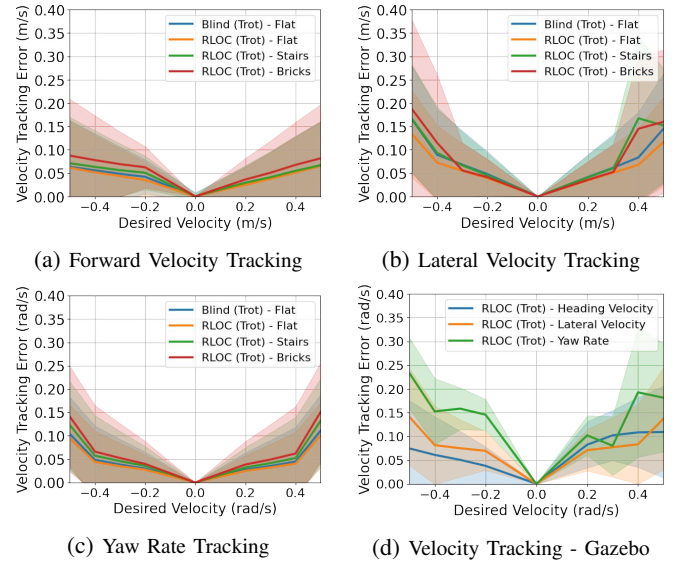 Velocity Tracking Error (m/s)
0.40
0.35
0.30
0.25
0.20
0.15
0.10
0.05
0.00
Blind (Trot) - Flat
RLOC (Trot) - Flat
RLOC (Trot) - Stairs
RLOC (Trot) - Bricks
−0.4 −0.2 0.0 0.2 0.4
Desired Velocity (m/s)
(a) Forward Velocity Tracking
Velocity Tracking Error (m/s)
0.40
0.35
0.30
0.25
0.20
0.15
0.10
0.05
0.00
Blind (Trot) - Flat
RLOC (Trot) - Flat
RLOC (Trot) - Stairs
RLOC (Trot) - Bricks
−0.4 −0.2 0.0 0.2 0.4
Desired Velocity (m/s)
(b) Lateral Velocity Tracking
Velocity Tracking Error (rad/s)
0.40
0.35
0.30
0.25
0.20
0.15
0.10
0.05
0.00
Blind (Trot) - Flat
RLOC (Trot) - Flat
RLOC (Trot) - Stairs
RLOC (Trot) - Bricks
−0.4 −0.2 0.0 0.2 0.4
Desired Velocity (rad/s)
(c) Yaw Rate Tracking
Velocity Tracking Error (rad/s)
0.40
0.35
0.30
0.25
0.20
0.15
0.10
0.05
0.00
RLOC (Trot) - Heading Velocity
RLOC (Trot) - Lateral Velocity
RLOC (Trot) - Yaw Rate
−0.4 −0.2 0.0 0.2 0.4
Desired Velocity (rad/s)
(d) Velocity Tracking - Gazebo